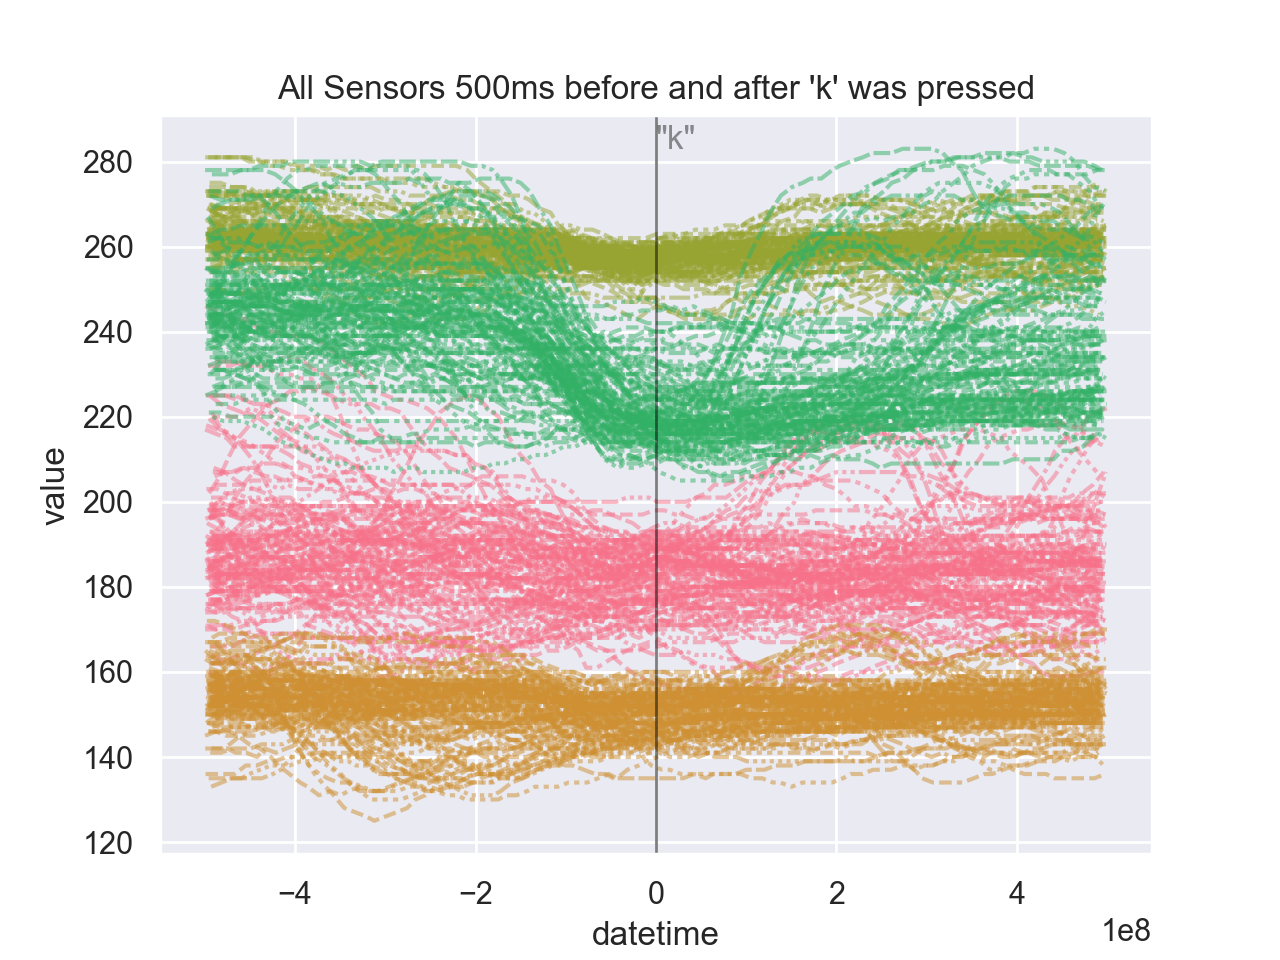 All Sensors 500ms before and after 'k' was pressed
"k"
280
260
240
220
200
180
160
140
120
value
−4
−2
0
2
4
1e8
datetime